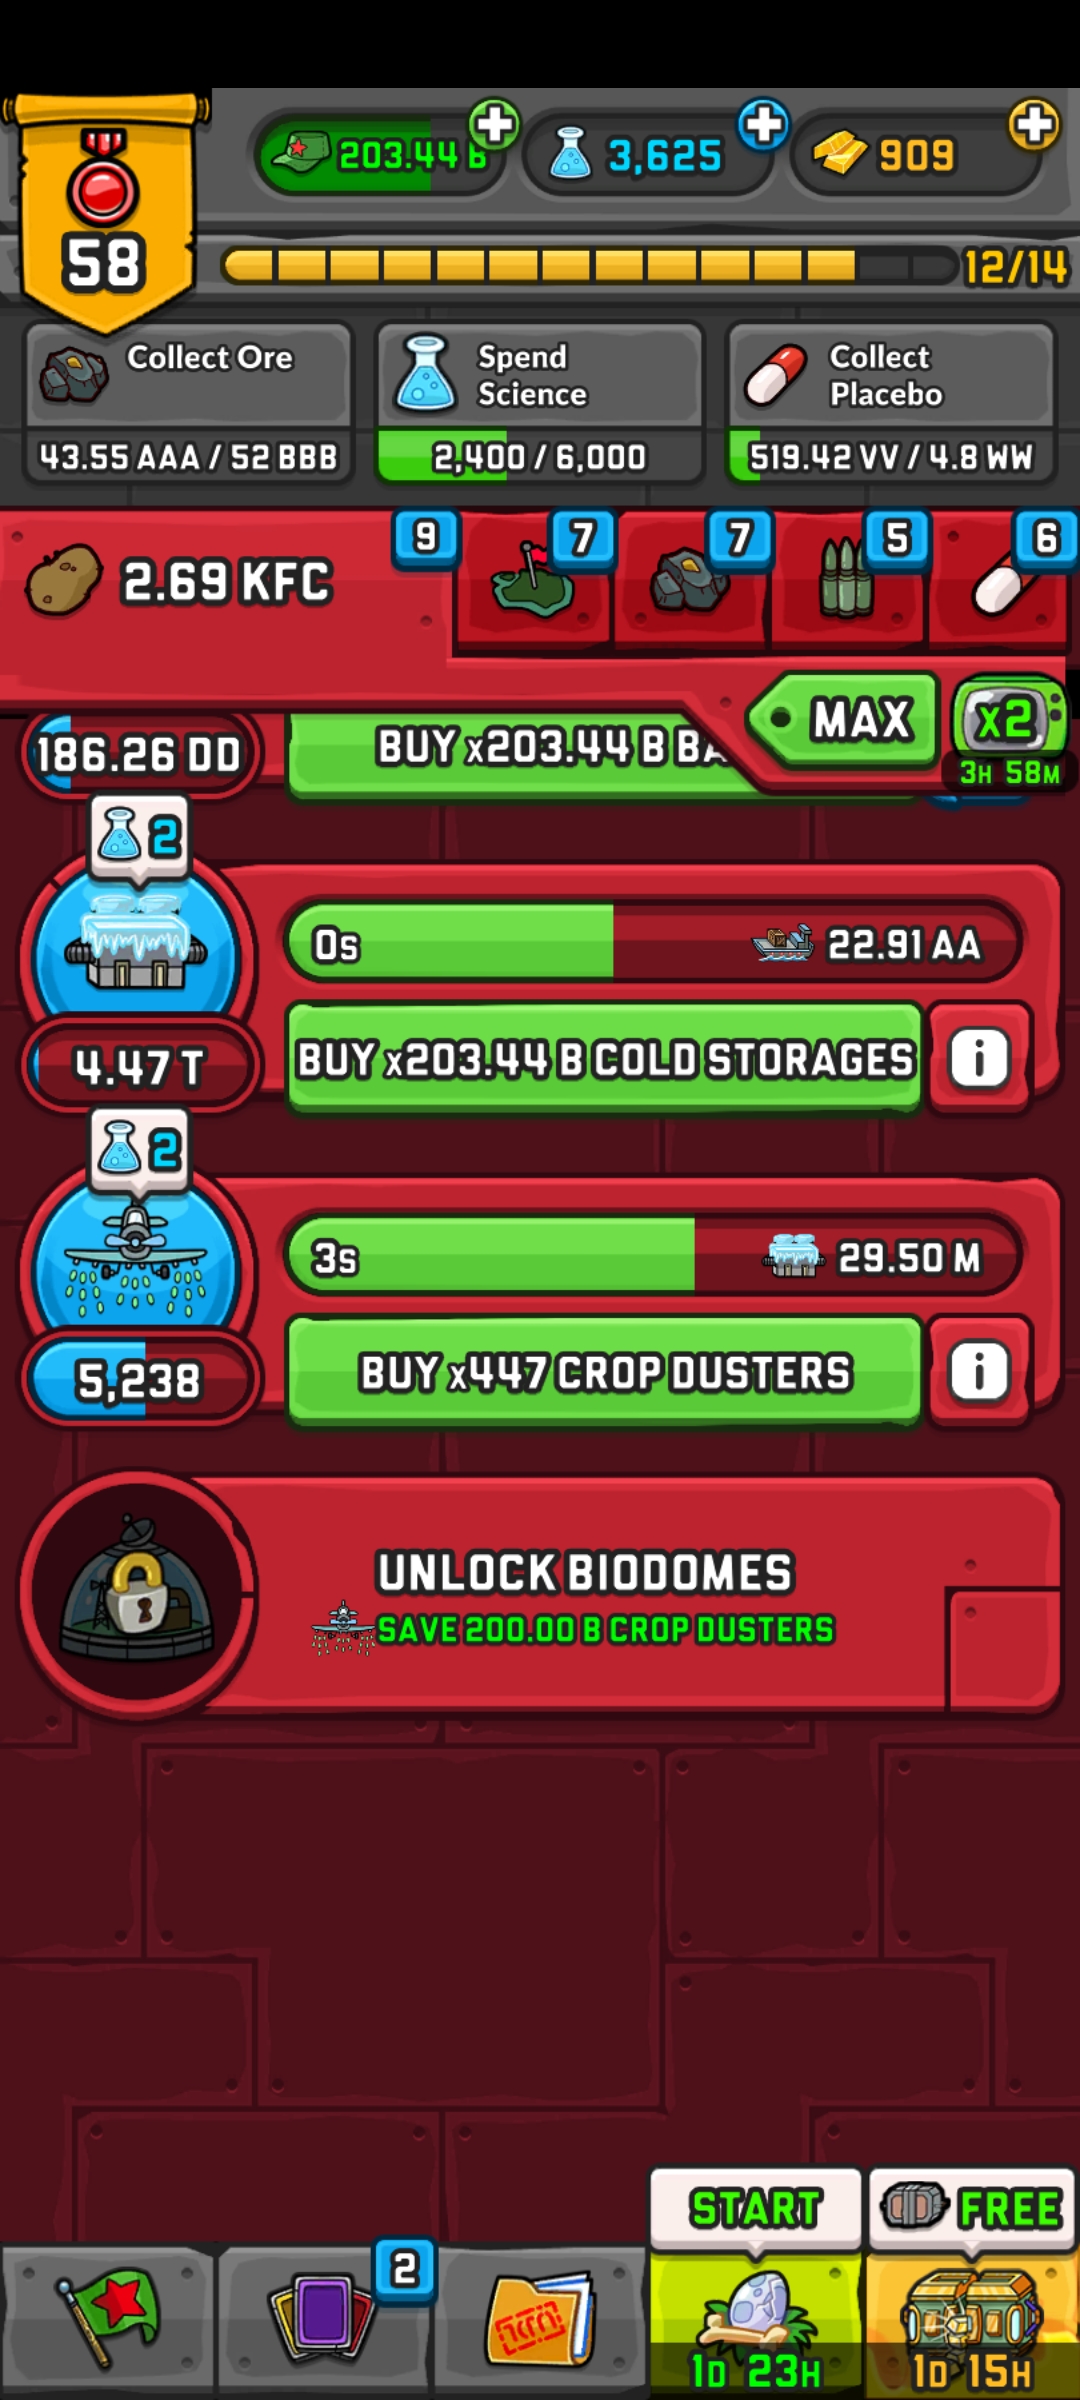 58
203.44 B
3,625
909
12/14
Collect Ore
43.55 AAA / 52 BBB
Spend
Science
2,400 / 6,000
Collect
Placebo
519.42 VV / 4.8 WW
2.69 KFC
9
7
7
5
6
MAX
x2
3H 58M
186.26 DD
BUY x203.44 B BA
2
0s
22.91 AA
4.47 T
BUY x203.44 B COLD STORAGES
i
2
3s
29.50 M
5,238
BUY x447 CROP DUSTERS
i
UNLOCK BIODOMES
SAVE 200.00 B CROP DUSTERS
START
FREE
2
1D 23H
1D 15H